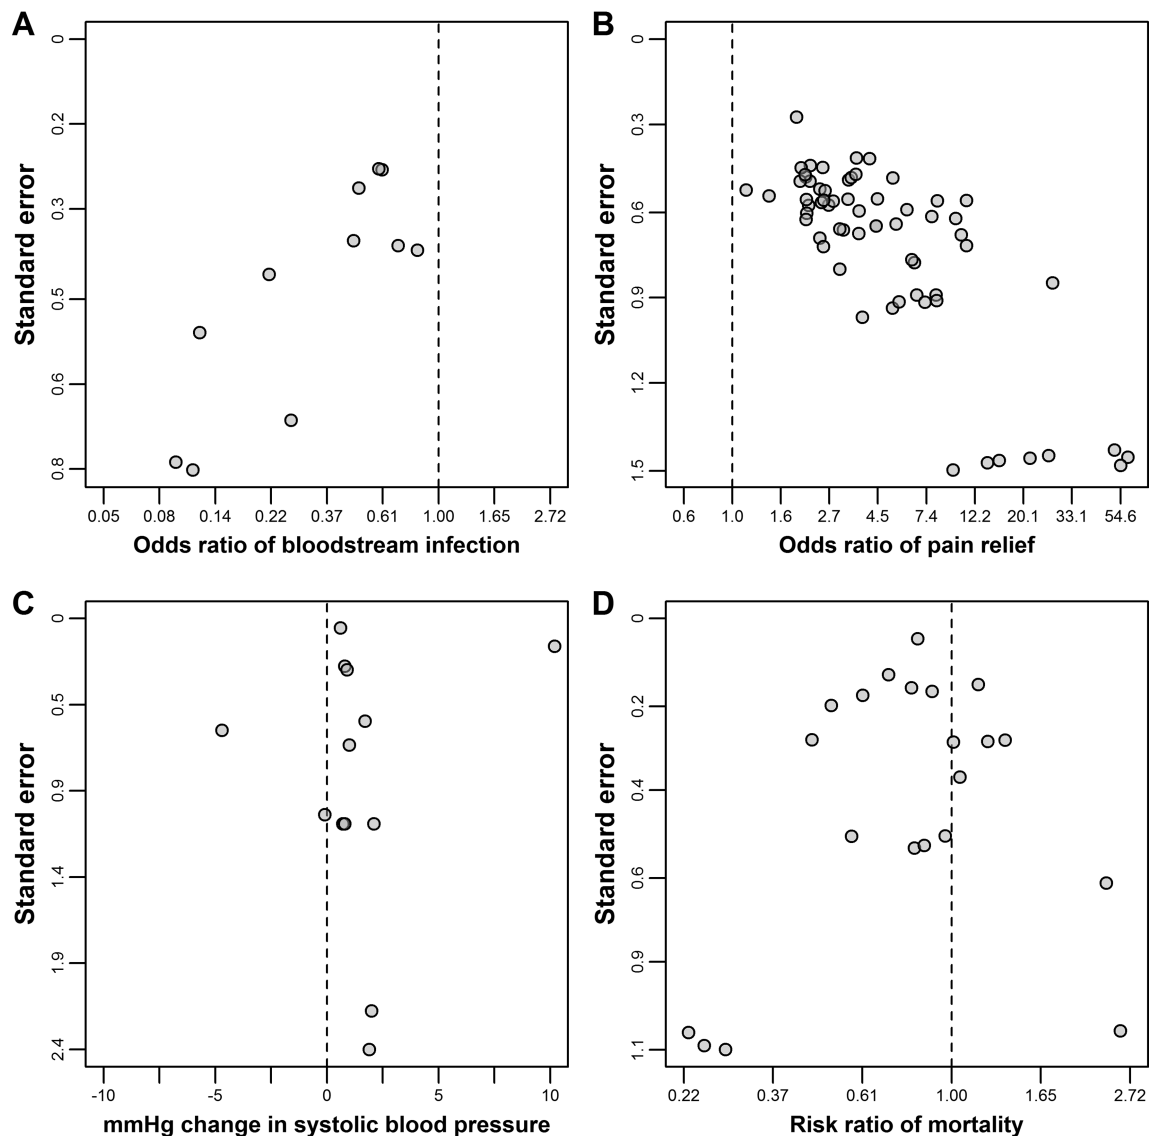 A
Standard error
0
0.2
0.3
0.5
0.6
0.8
0.05 0.08 0.14 0.22 0.37 0.61 1.00 1.65 2.72
Odds ratio of bloodstream infection
B
Standard error
0
0.3
0.6
0.9
1.2
1.5
0.6 1.0 1.6 2.7 4.5 7.4 12.2 20.1 33.1 54.6
Odds ratio of pain relief
C
Standard error
0
0.5
0.9
1.4
1.9
2.4
-10 -5 0 5 10
mmHg change in systolic blood pressure
D
Standard error
0
0.2
0.4
0.6
0.9
1.1
0.22 0.37 0.61 1.00 1.65 2.72
Risk ratio of mortality